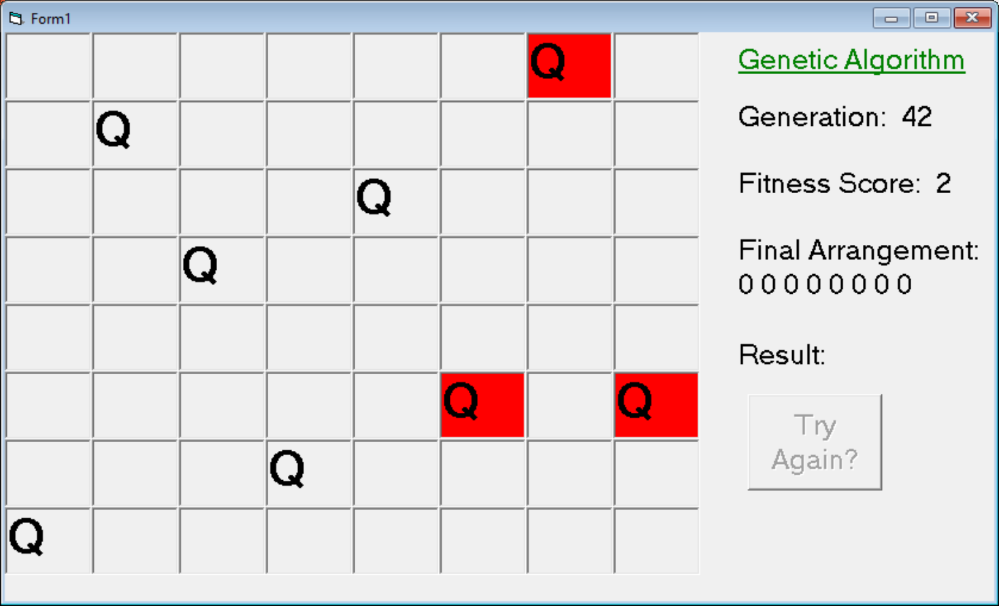 Form1
Q
Q
Q
Q
Q Q
Q
Q
Genetic Algorithm
Generation: 42
Fitness Score: 2
Final Arrangement:
0 0 0 0 0 0 0 0
Result:
Try
Again?